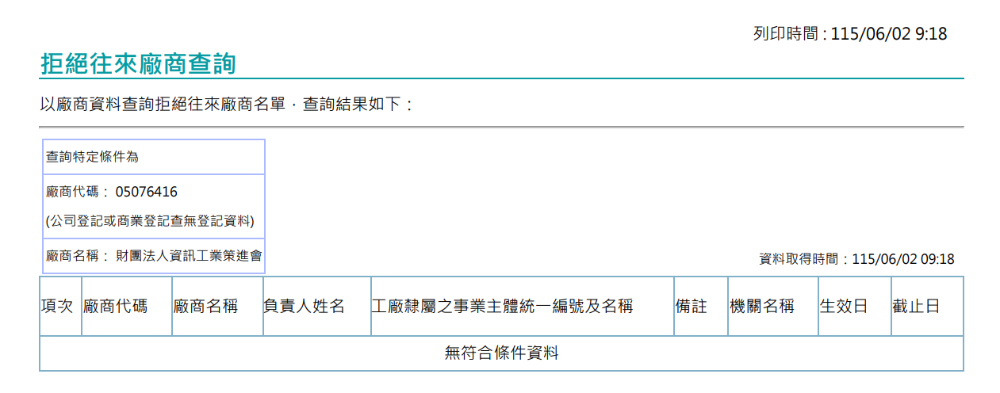 列印時間 : 115/06/02 9:18
拒絕往來廠商查詢
以廠商資料查詢拒絕往來廠商名單，查詢結果如下：
查詢特定條件為
廠商代碼： 05076416
(公司登記或商業登記查無登記資料)
廠商名稱： 財團法人資訊工業策進會
資料取得時間：115/06/02 09:18
項次 廠商代碼 廠商名稱 負責人姓名 工廠隸屬之事業主體統一編號及名稱 備註 機關名稱 生效日 截止日
無符合條件資料